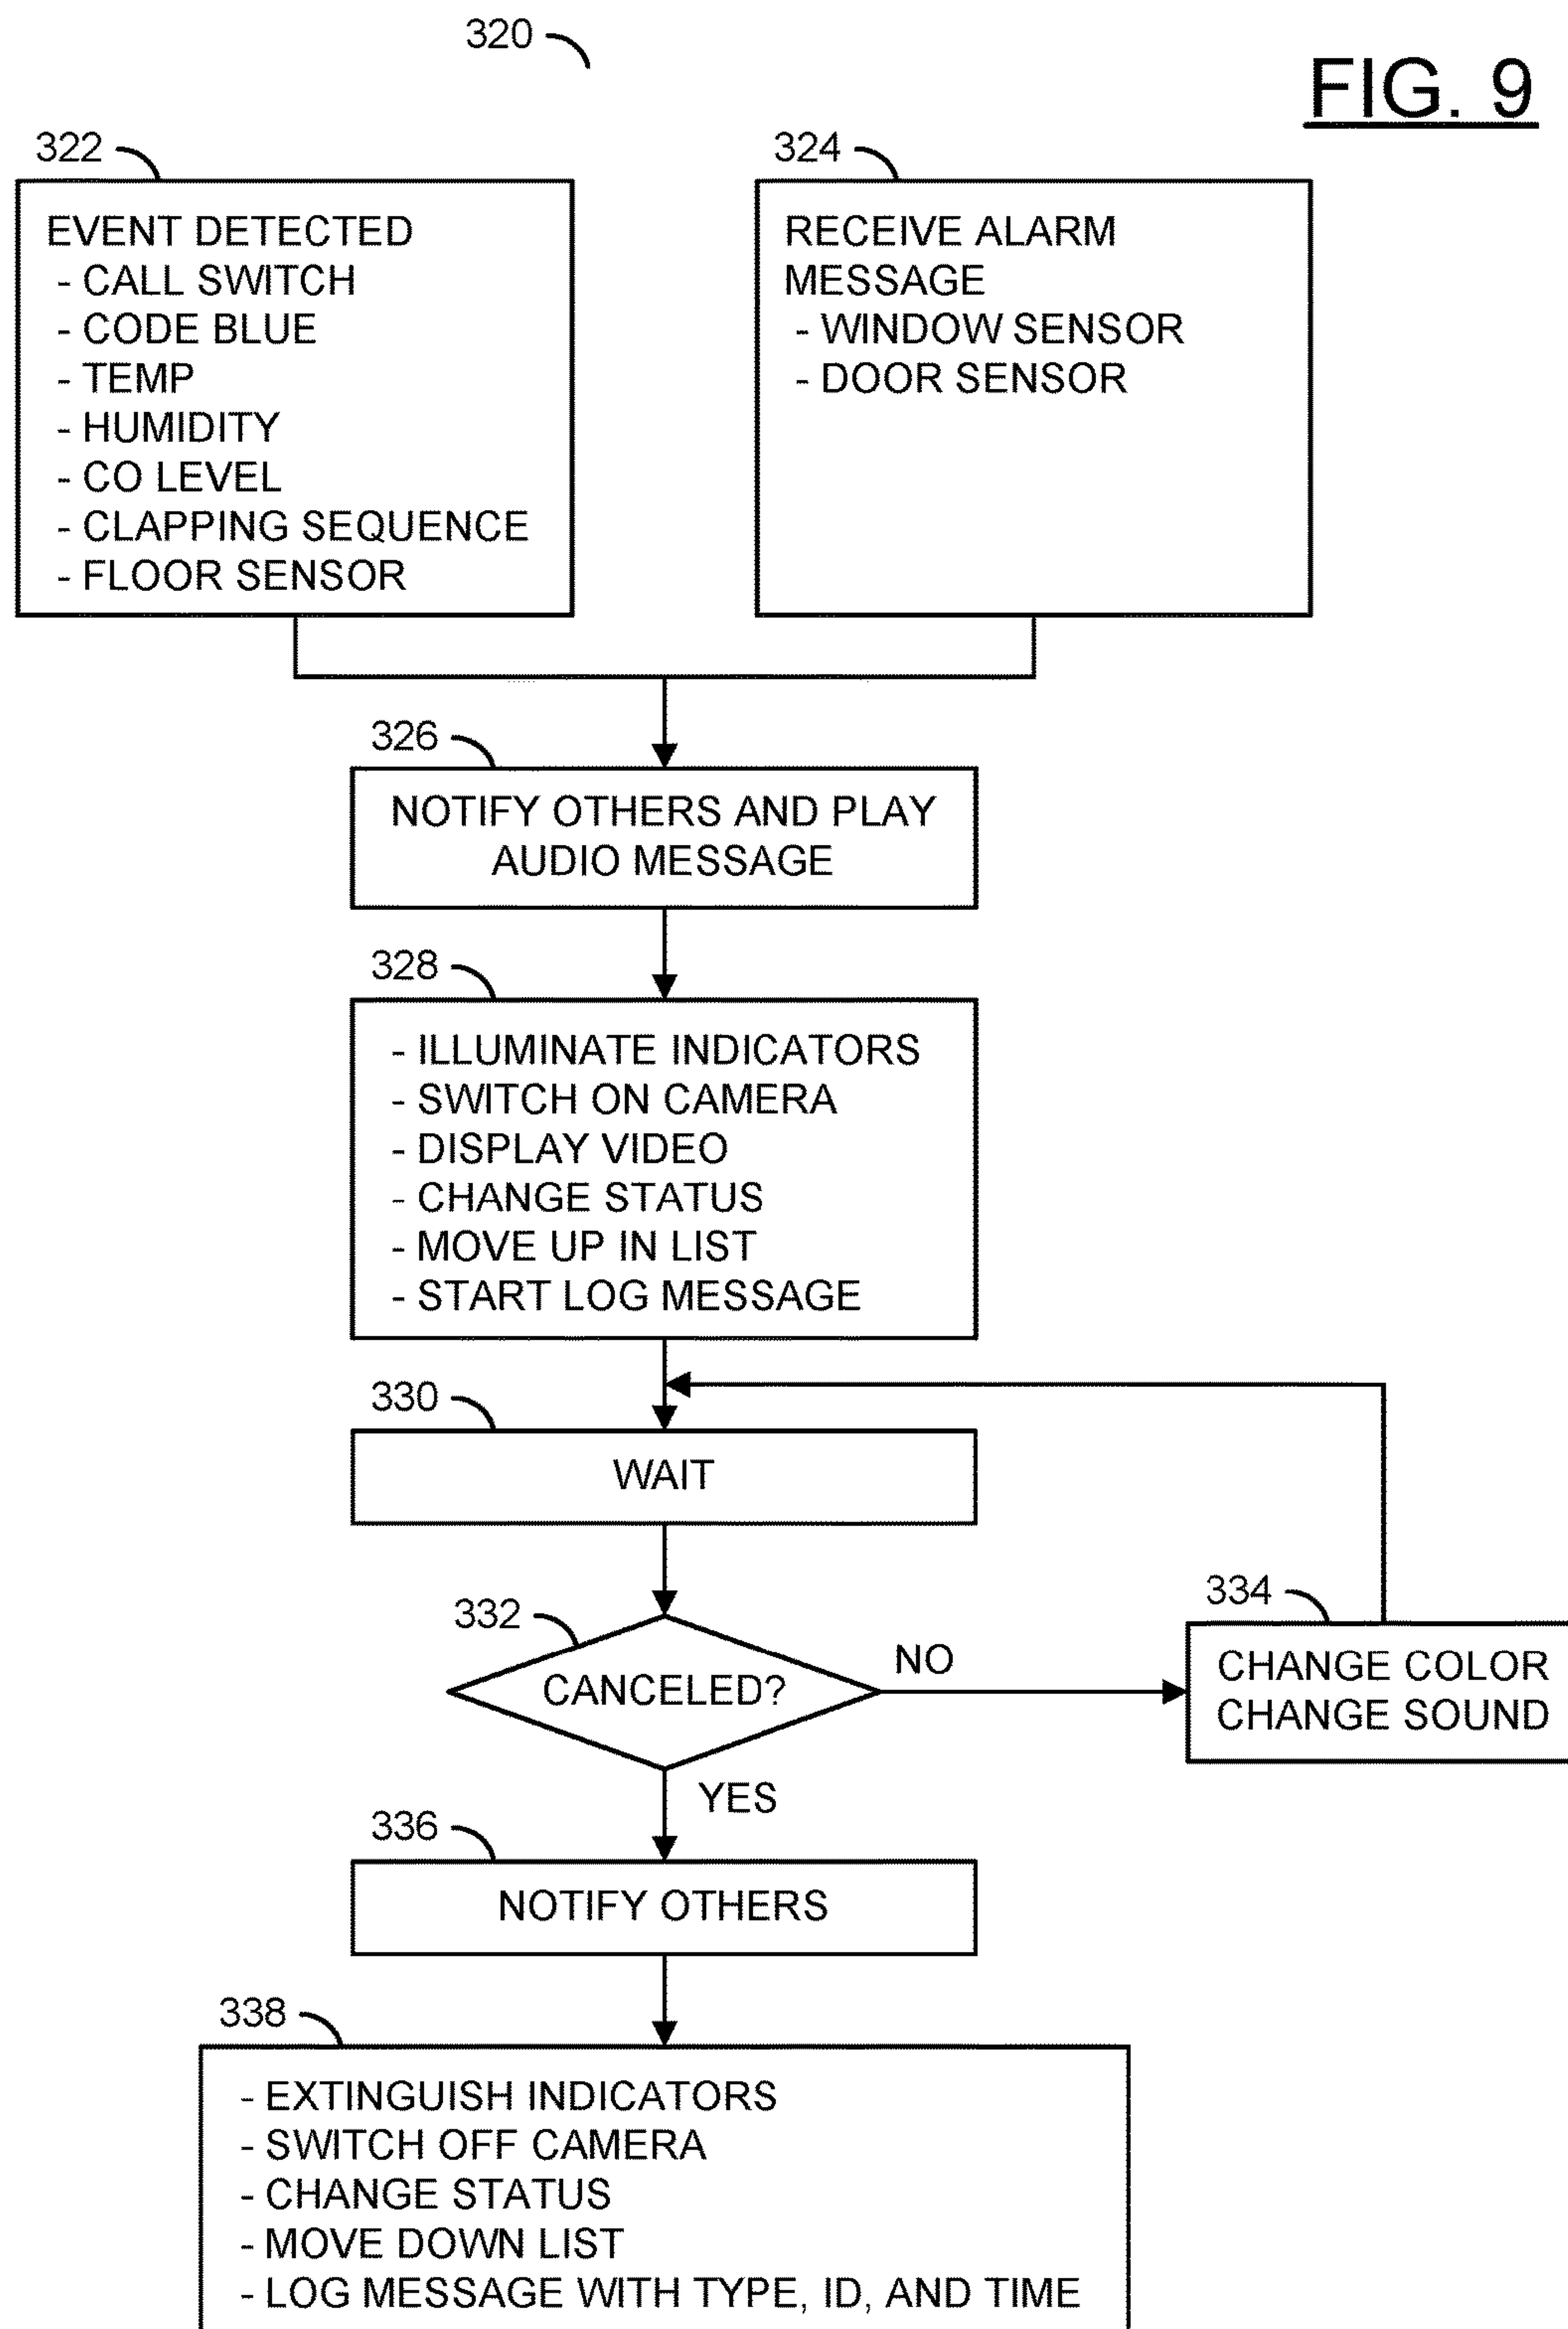 320
FIG. 9
322
EVENT DETECTED
- CALL SWITCH
- CODE BLUE
- TEMP
- HUMIDITY
- CO LEVEL
- CLAPPING SEQUENCE
- FLOOR SENSOR
324
RECEIVE ALARM
MESSAGE
- WINDOW SENSOR
- DOOR SENSOR
326
NOTIFY OTHERS AND PLAY
AUDIO MESSAGE
328
- ILLUMINATE INDICATORS
- SWITCH ON CAMERA
- DISPLAY VIDEO
- CHANGE STATUS
- MOVE UP IN LIST
- START LOG MESSAGE
330
WAIT
332
CANCELED?
NO
334
CHANGE COLOR
CHANGE SOUND
YES
336
NOTIFY OTHERS
338
- EXTINGUISH INDICATORS
- SWITCH OFF CAMERA
- CHANGE STATUS
- MOVE DOWN LIST
- LOG MESSAGE WITH TYPE, ID, AND TIME